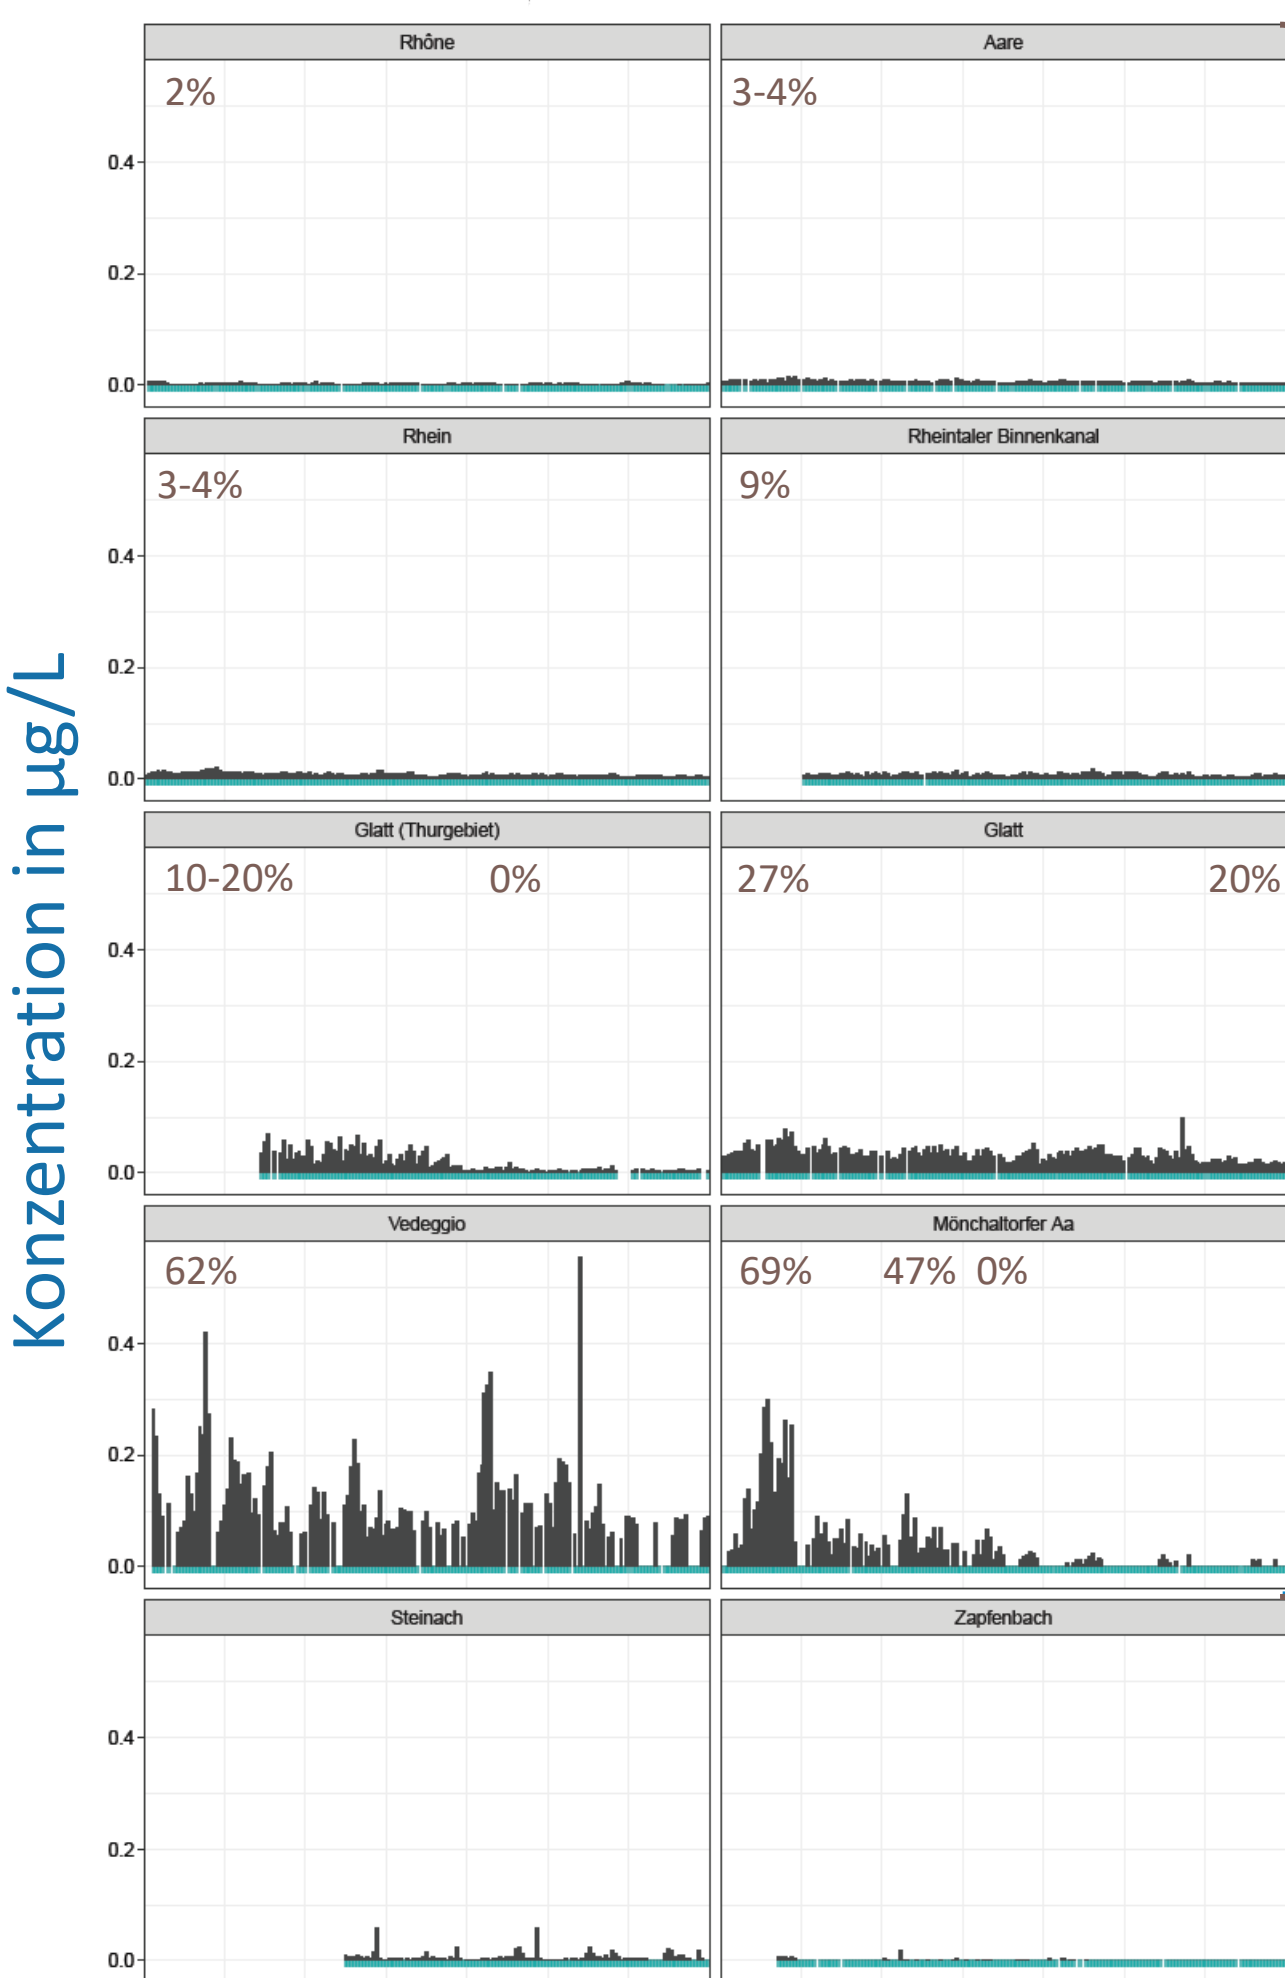 Konzentration in µg/L
Rhône
Aare
2%
3-4%
0.4
0.2
0.0
Rhein
Rheintaler Binnenkanal
3-4%
9%
0.4
0.2
0.0
Glatt (Thurgebiet)
Glatt
10-20%
0%
27%
20%
0.4
0.2
0.0
Vedeggio
Mönchaltorfer Aa
62%
69%
47%
0%
0.4
0.2
0.0
Steinach
Zapfenbach
0.4
0.2
0.0